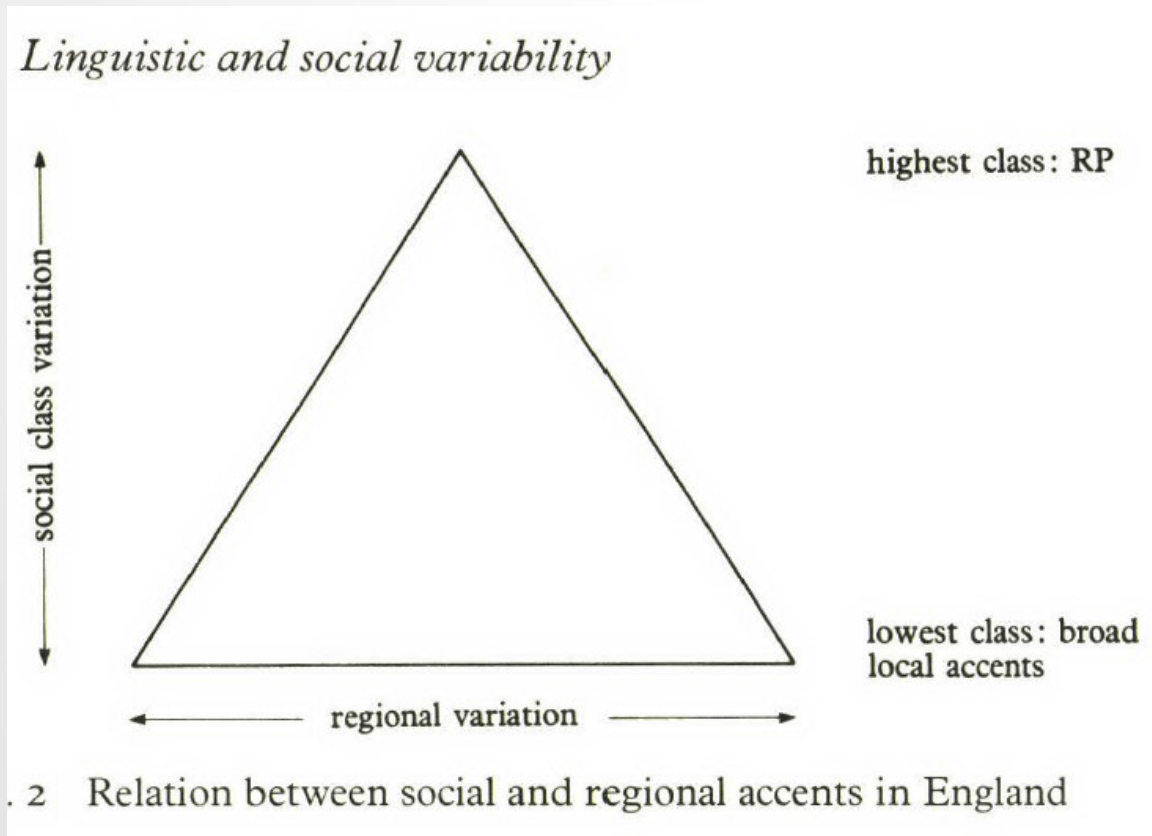 Linguistic and social variability
highest class: RP
social class variation
lowest class: broad
local accents
regional variation
. 2 Relation between social and regional accents in England